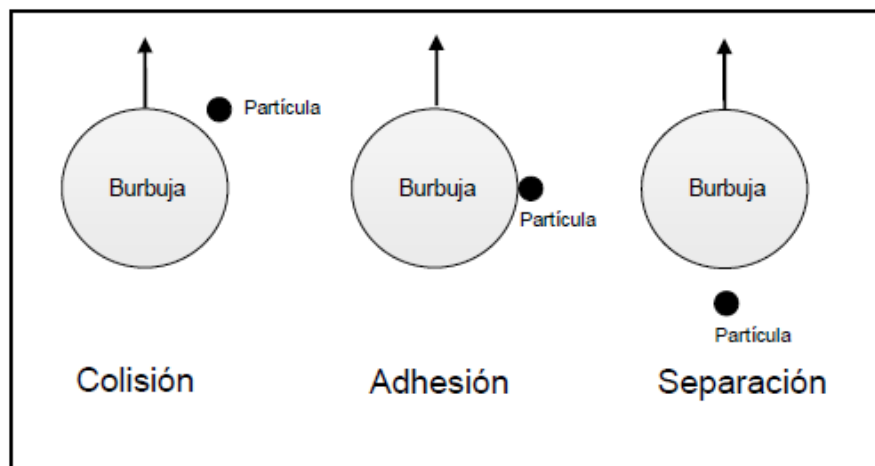 Partícula
Burbuja
Colisión
Burbuja
Partícula
Adhesión
Burbuja
Partícula
Separación